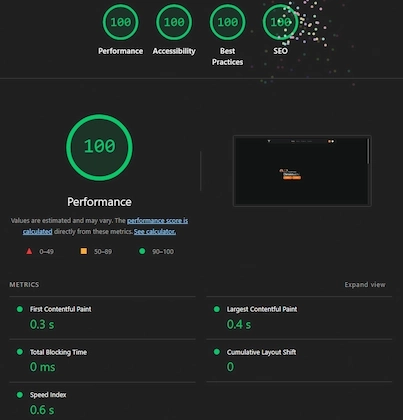 100 100 100 100
Performance Accessibility Best Practices SEO
100
Performance
Values are estimated and may vary. The performance score is
calculated directly from these metrics. See calculator.
0–49 50–89 90–100
METRICS Expand view
First Contentful Paint
0.3 s
Largest Contentful Paint
0.4 s
Total Blocking Time
0 ms
Cumulative Layout Shift
0
Speed Index
0.6 s